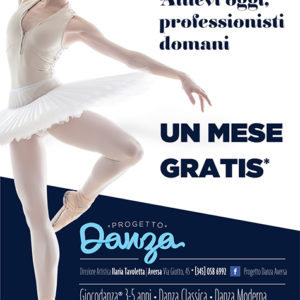 Allievi oggi,
professionisti
domani
UN MESE
GRATIS*
•PROGETTO•
Danza
Direzione Artistica Ilaria Tavoletta | Aversa Via Giotto, 45 • (345) 058 6992 f Progetto Danza Aversa
Giocodanza® 3-5 anni • Danza Classica • Danza Moderna